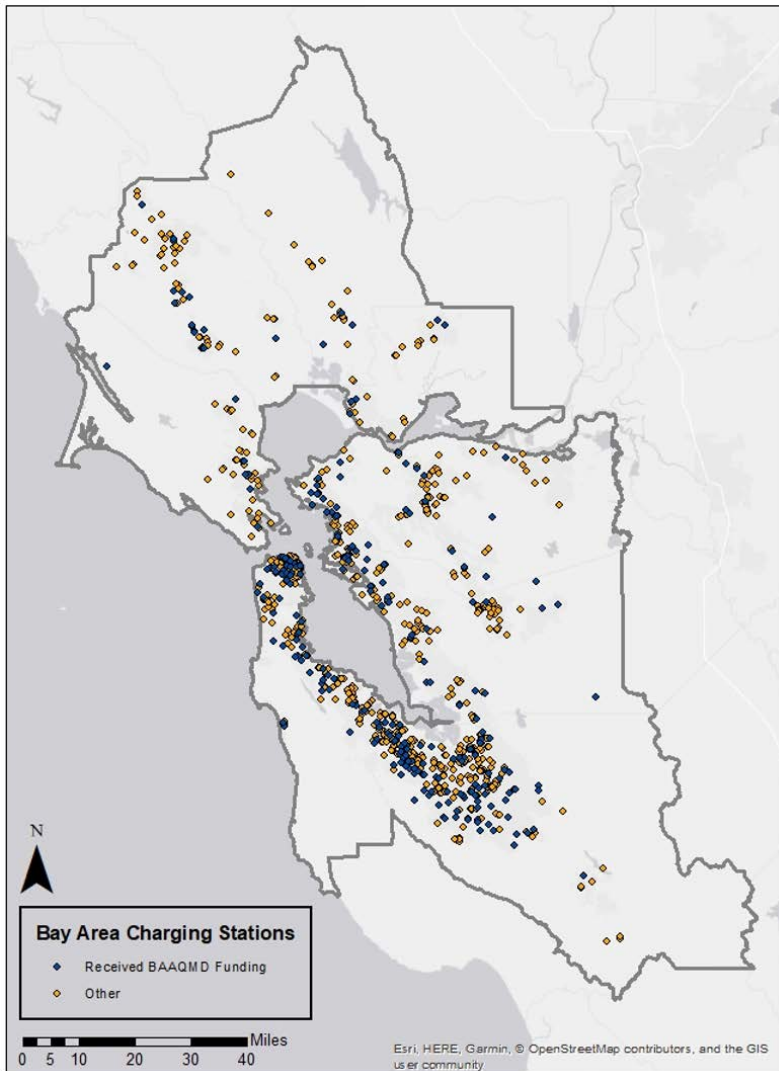 N
Bay Area Charging Stations
Received BAAQMD Funding
Other
Miles
0 5 10 20 30 40
Esri, HERE, Garmin, © OpenStreetMap contributors, and the GIS
user community